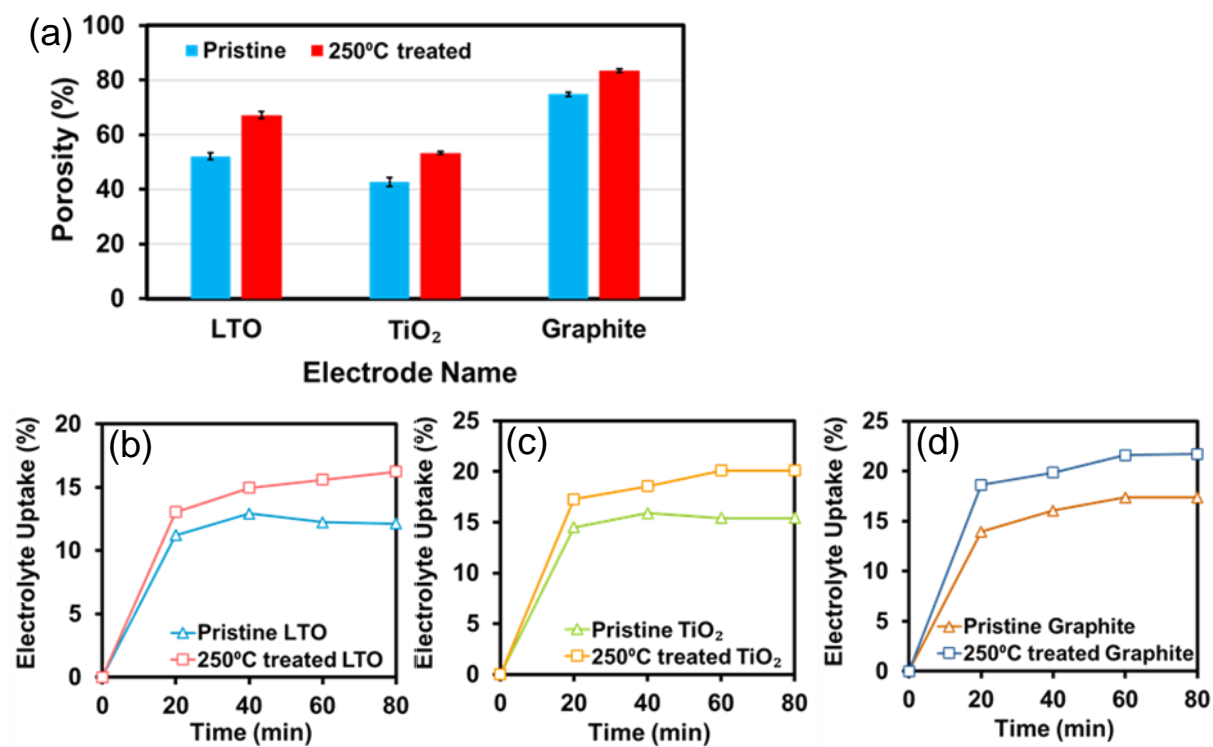 (a)
Pristine 250ºC treated
Porosity (%)
100
80
60
40
20
0
LTO TiO₂ Graphite
Electrode Name
(b)
Electrolyte Uptake (%)
20
15
10
5
0
Pristine LTO
250ºC treated LTO
0 20 40 60 80
Time (min)
(c)
Electrolyte Uptake (%)
25
20
15
10
5
0
Pristine TiO₂
250ºC treated TiO₂
0 20 40 60 80
Time (min)
(d)
Electrolyte Uptake (%)
25
20
15
10
5
0
Pristine Graphite
250ºC treated Graphite
0 20 40 60 80
Time (min)